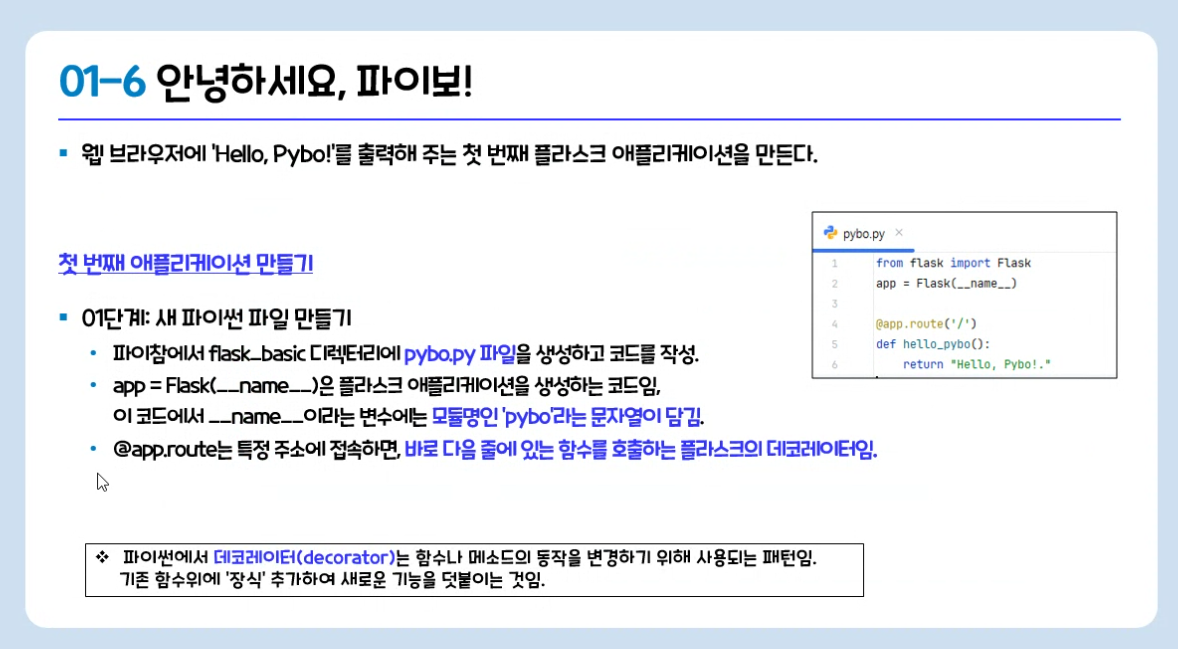 01-6 안녕하세요, 파이보!
웹 브라우저에 'Hello, Pybo!'를 출력해 주는 첫 번째 플라스크 애플리케이션을 만든다.
첫 번째 애플리케이션 만들기
01단계: 새 파이썬 파일 만들기
파이참에서 flask_basic 디렉터리에 pybo.py 파일을 생성하고 코드를 작성.
app = Flask(__name__)은 플라스크 애플리케이션을 생성하는 코드임,
이 코드에서 __name__이라는 변수에는 모듈명인 'pybo'라는 문자열이 담김.
@app.route는 특정 주소에 접속하면, 바로 다음 줄에 있는 함수를 호출하는 플라스크의 데코레이터임.
pybo.py ×
1 from flask import Flask
2 app = Flask(__name__)
3
4 @app.route('/')
5 def hello_pybo():
6 return "Hello, Pybo!."
❖ 파이썬에서 데코레이터(decorator)는 함수나 메소드의 동작을 변경하기 위해 사용되는 패턴임.
기존 함수위에 '장식' 추가하여 새로운 기능을 덧붙이는 것임.